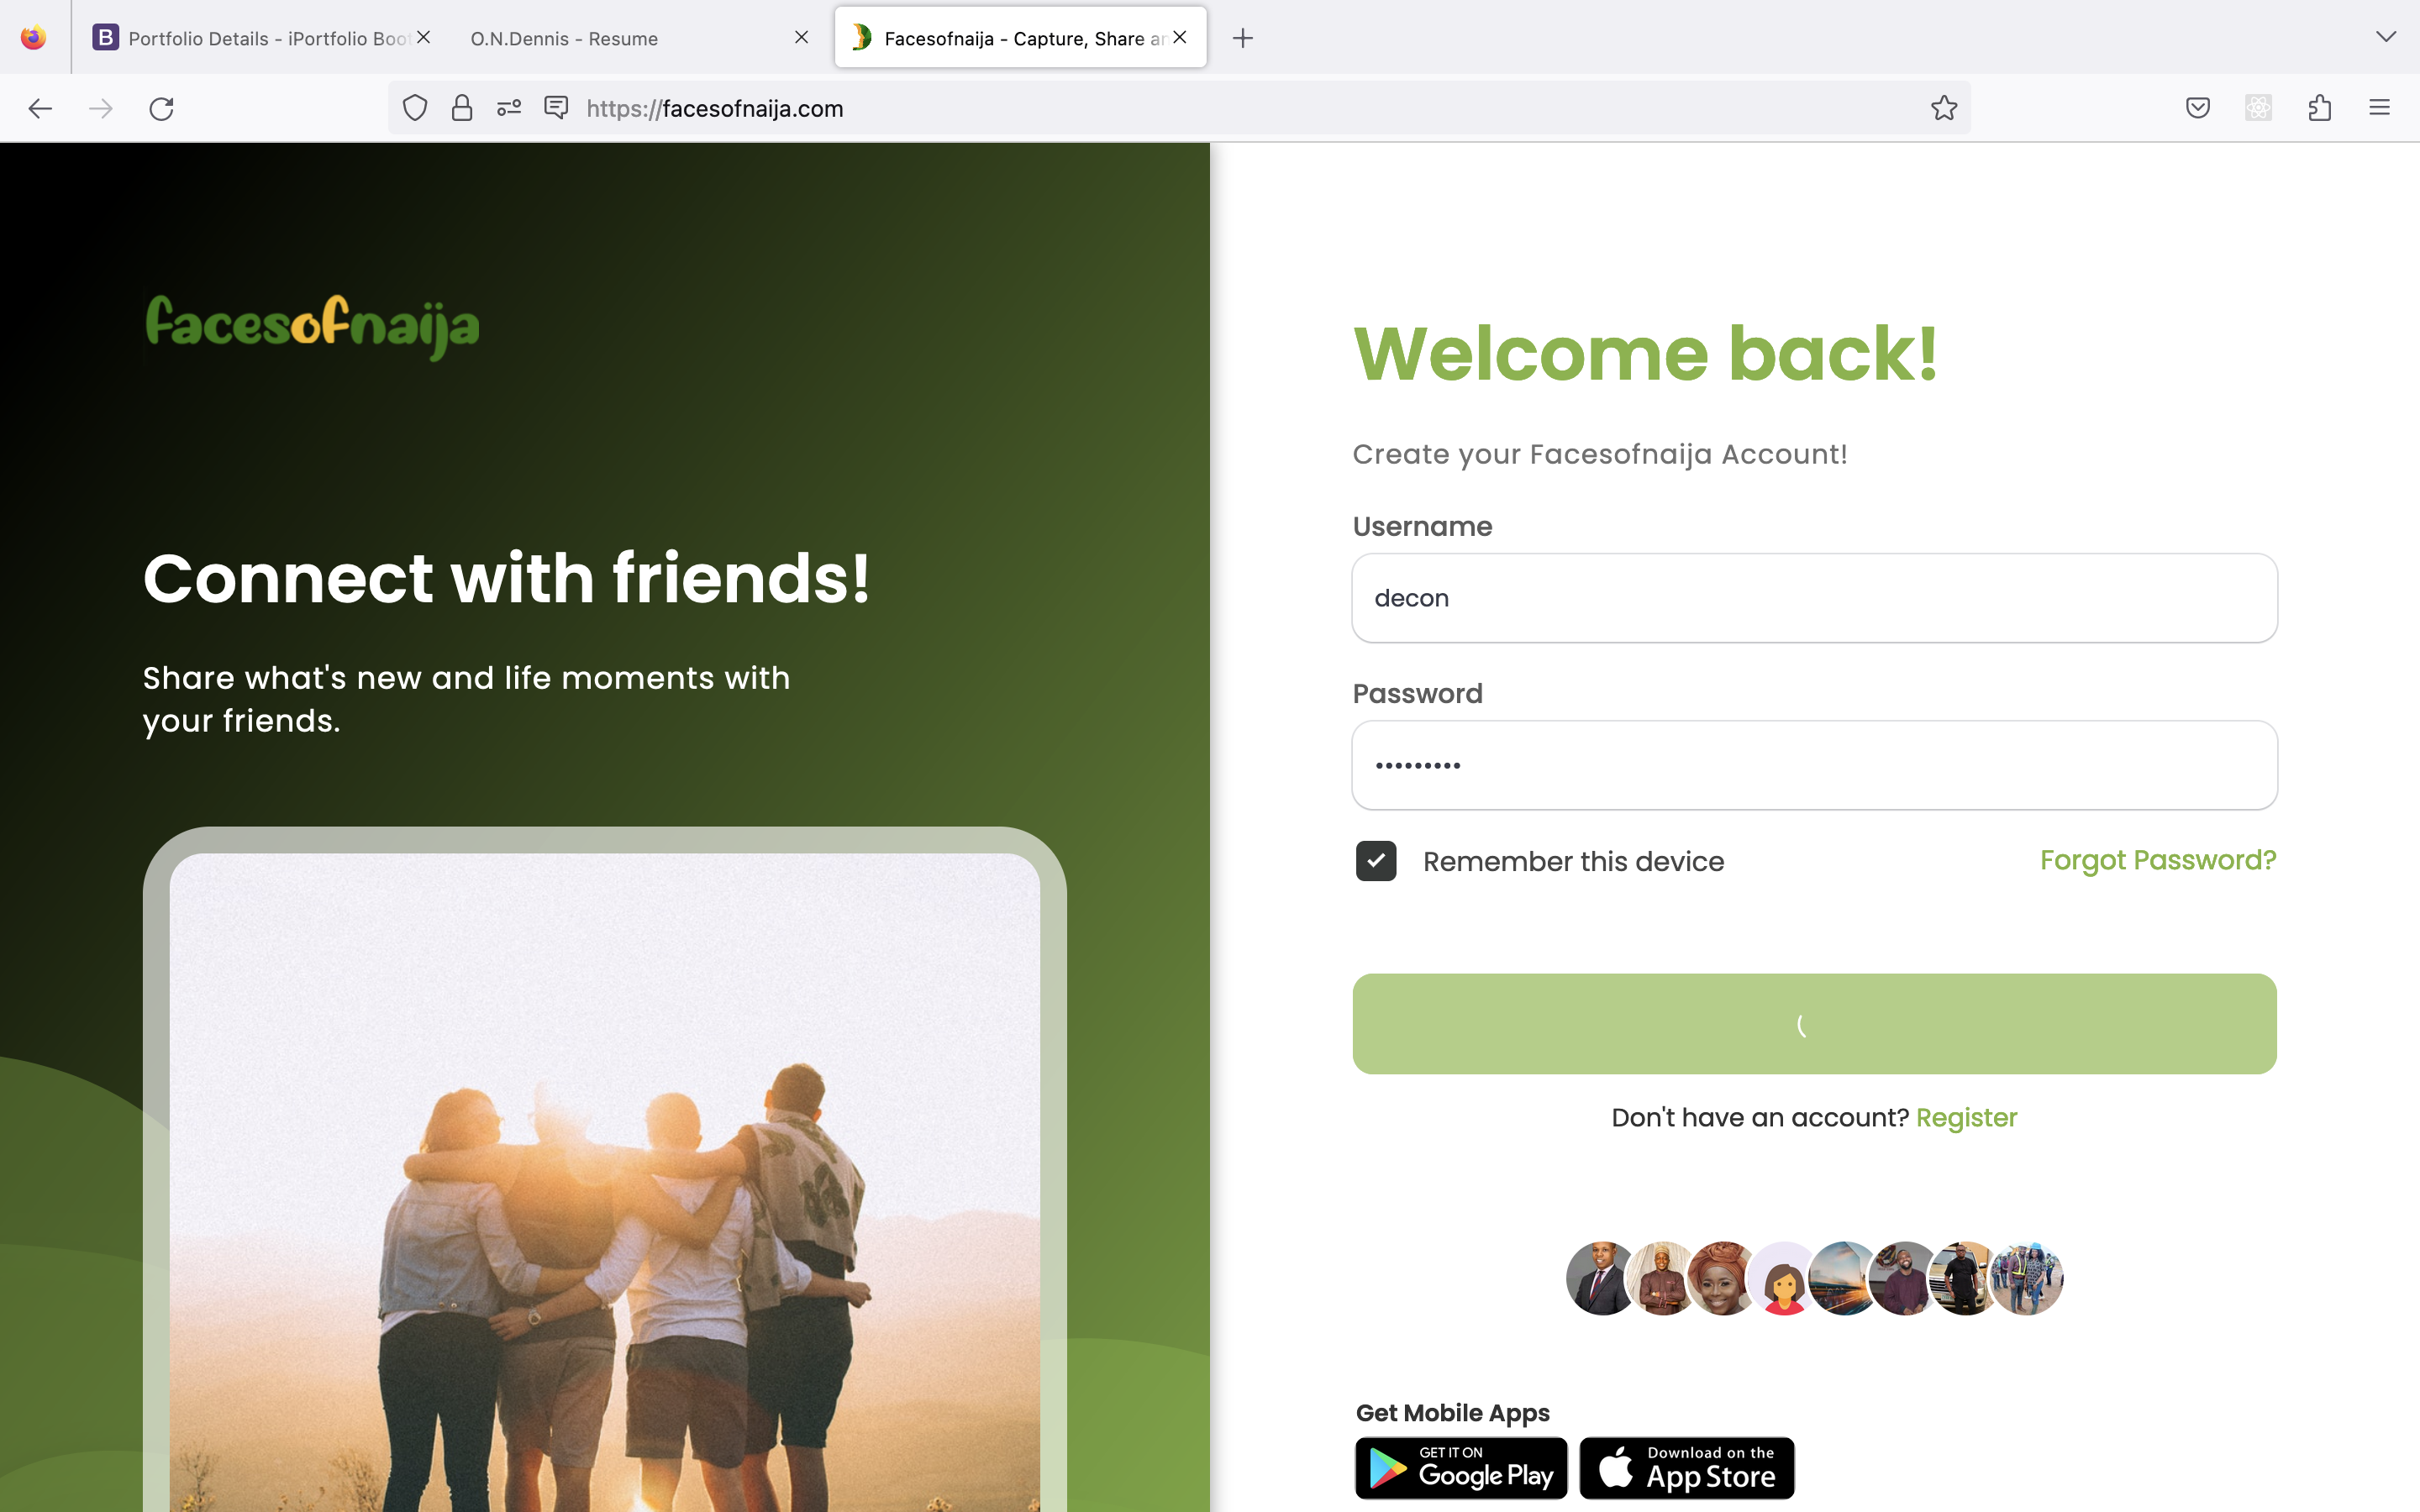 Portfolio Details - iPortfolio Boot
O.N.Dennis - Resume
Facesofnaija - Capture, Share an
https://facesofnaija.com
facesofnaija
Connect with friends!
Share what's new and life moments with
your friends.
Welcome back!
Create your Facesofnaija Account!
Username
decon
Password
•••••••••
Remember this device
Forgot Password?
Don't have an account? Register
Get Mobile Apps
GET IT ON
Google Play
Download on the
App Store